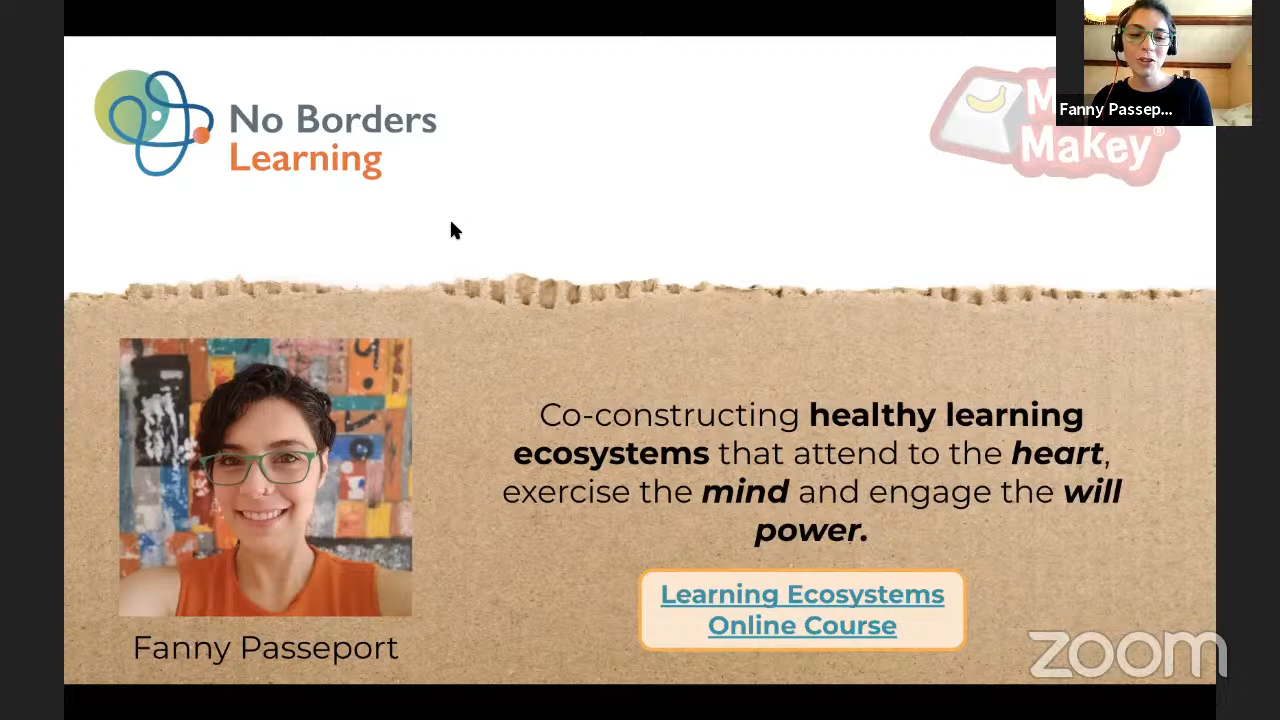 No Borders
Learning
Makey®
Fanny Passep...
Co-constructing healthy learning
ecosystems that attend to the heart,
exercise the mind and engage the will
power.
Learning Ecosystems
Online Course
Fanny Passeport
zoom